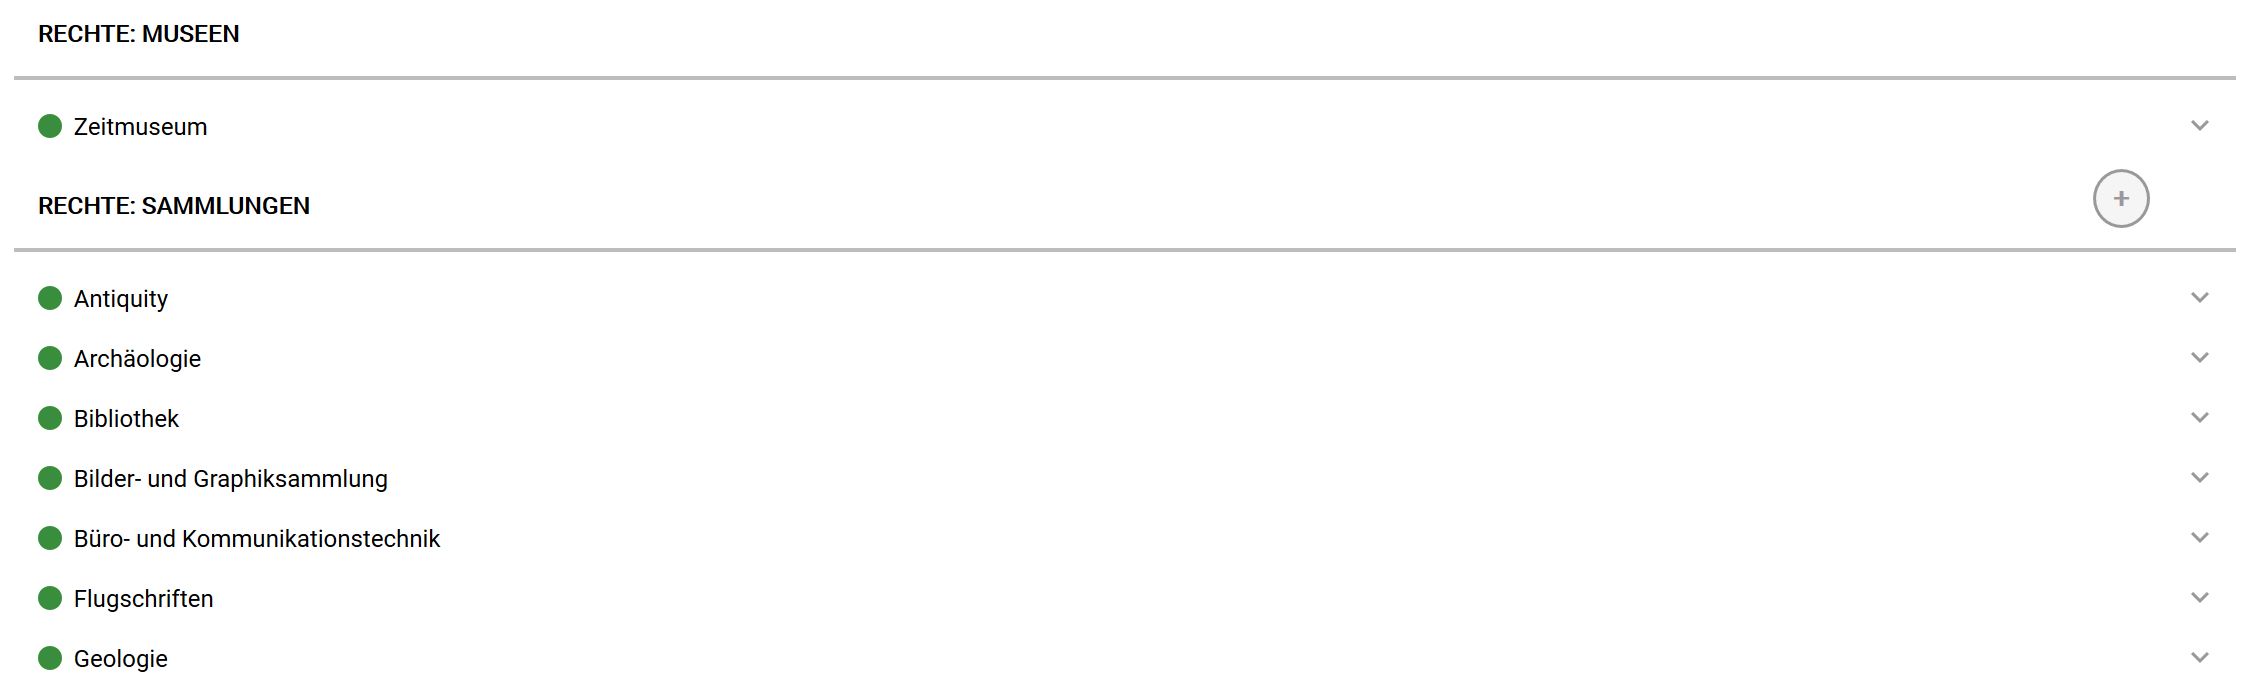 RECHTE: MUSEEN
Zeitmuseum
RECHTE: SAMMLUNGEN
+
Antiquity
Archäologie
Bibliothek
Bilder- und Graphiksammlung
Büro- und Kommunikationstechnik
Flugschriften
Geologie